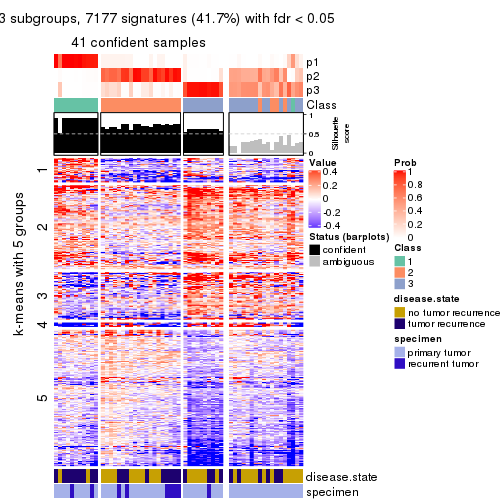 3 subgroups, 7177 signatures (41.7%) with fdr < 0.05
41 confident samples
p1
p2
p3
Class
1
0.5
0
Silhouette
score
k-means with 5 groups
1
2
3
4
5
Value
0.4
0.2
0
-0.2
-0.4
Status (barplots)
confident
ambiguous
Prob
1
0.8
0.6
0.4
0.2
0
Class
1
2
3
disease.state
no tumor recurrence
tumor recurrence
specimen
primary tumor
recurrent tumor
disease.state
specimen